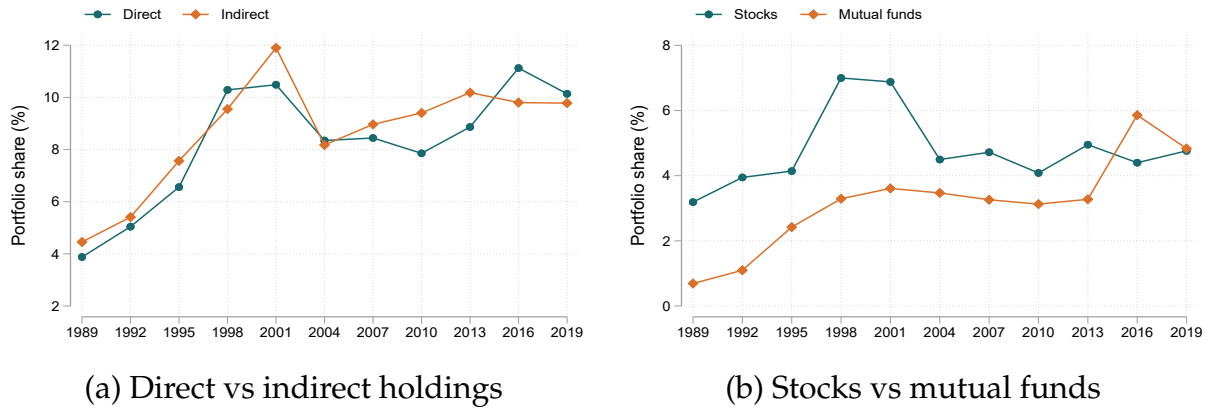 Direct Indirect
Portfolio share (%)
12
10
8
6
4
2
1989 1992 1995 1998 2001 2004 2007 2010 2013 2016 2019
(a) Direct vs indirect holdings
Stocks Mutual funds
Portfolio share (%)
8
6
4
2
0
1989 1992 1995 1998 2001 2004 2007 2010 2013 2016 2019
(b) Stocks vs mutual funds